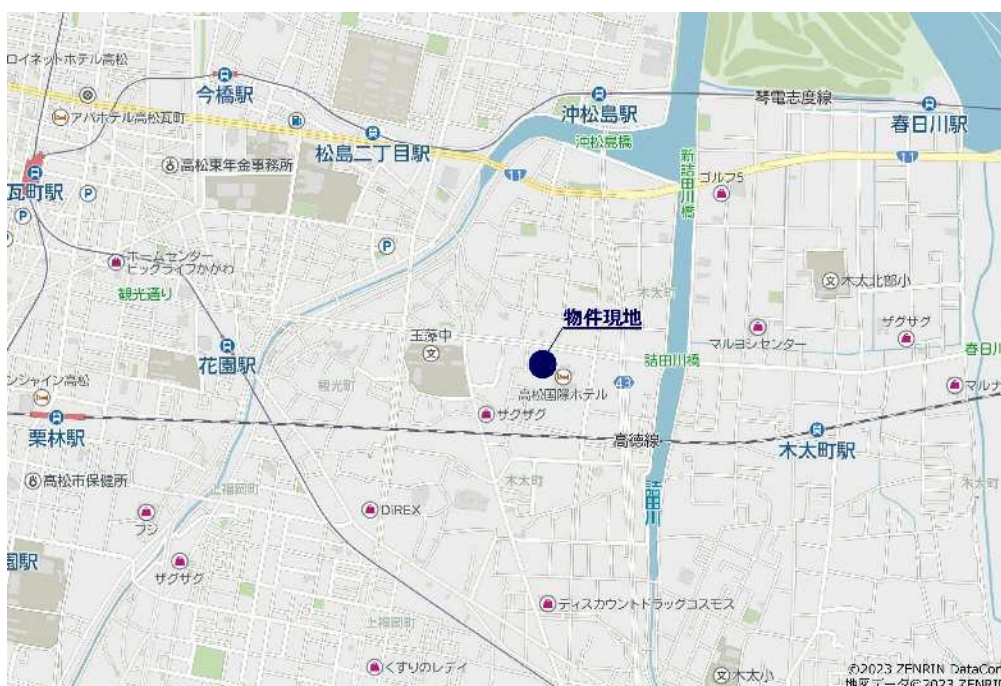 ロイネットホテル高松
今橋駅
アパホテル高松瓦町
松島二丁目駅
沖松島駅
琴電志度線
春日川駅
沖松島橋
高松東年金事務所
瓦町駅
11
11
新詰田川橋
ゴルフ5
P
P
P
ホームセンター
ビッグライフかがわ
観光通り
木太町
木太北部小
物件現地
玉藻中
マルヨシセンター
ザグザグ
花園駅
詰田川橋
春日川
観光町
高松国際ホテル
43
マルナ
ンシャイン高松
ザグザグ
栗林駅
高徳線
木太町駅
高松市保健所
上福岡町
木太町
詰田川
木太町
DiREX
フジ
園駅
ザグザグ
ディスカウントドラッグコスモス
上福岡町
くすりのレデイ
木太小
©2023 ZENRIN DataCom
地図データ©2023 ZENRIN